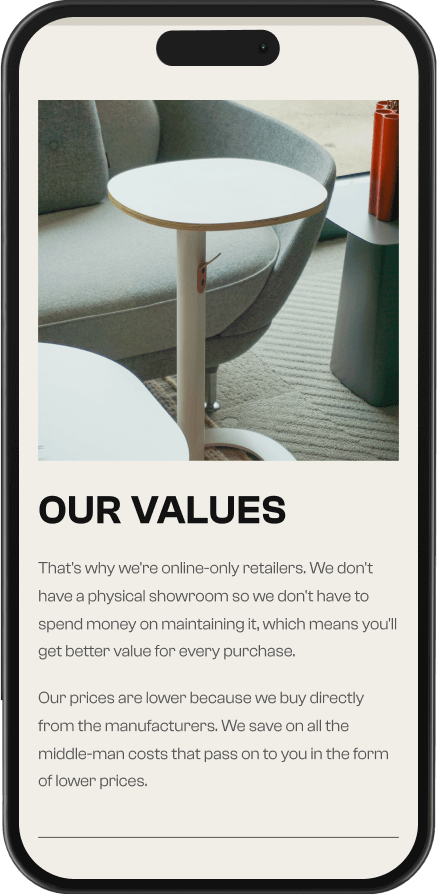 OUR VALUES
That's why we're online-only retailers. We don't
have a physical showroom so we don't have to
spend money on maintaining it, which means you'll
get better value for every purchase.
Our prices are lower because we buy directly
from the manufacturers. We save on all the
middle-man costs that pass on to you in the form
of lower prices.